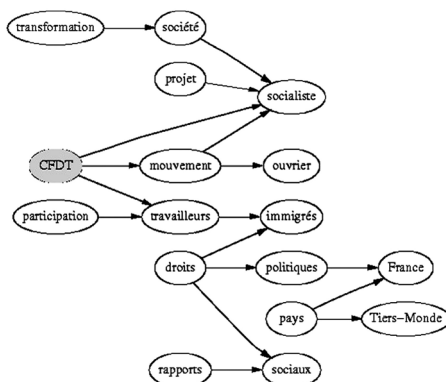 transformation
société
projet
socialiste
CFDT
mouvement
ouvrier
participation
travailleurs
immigrés
droits
politiques
France
pays
Tiers-Monde
rapports
sociaux